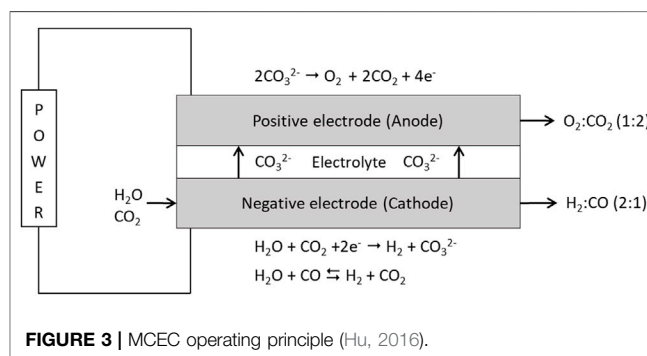 2CO₃²⁻ → O₂ + 2CO₂ + 4e⁻
POWER
Positive electrode (Anode)
O₂:CO₂ (1:2)
CO₃²⁻ Electrolyte CO₃²⁻
H₂O
CO₂
Negative electrode (Cathode)
H₂:CO (2:1)
H₂O + CO₂ +2e⁻ → H₂ + CO₃²⁻
H₂O + CO ⇆ H₂ + CO₂
FIGURE 3 | MCEC operating principle (Hu, 2016).